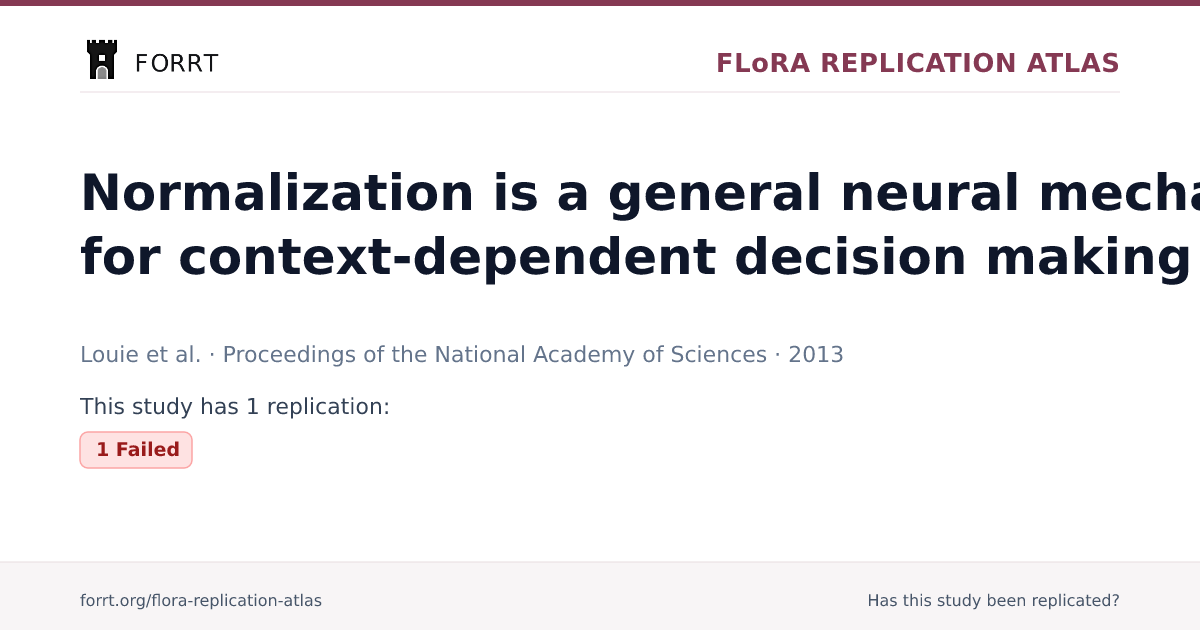 FORRT
FLoRA REPLICATION ATLAS
Normalization is a general neural mecha
for context-dependent decision making
Louie et al. · Proceedings of the National Academy of Sciences · 2013
This study has 1 replication:
1 Failed
forrt.org/flora-replication-atlas
Has this study been replicated?